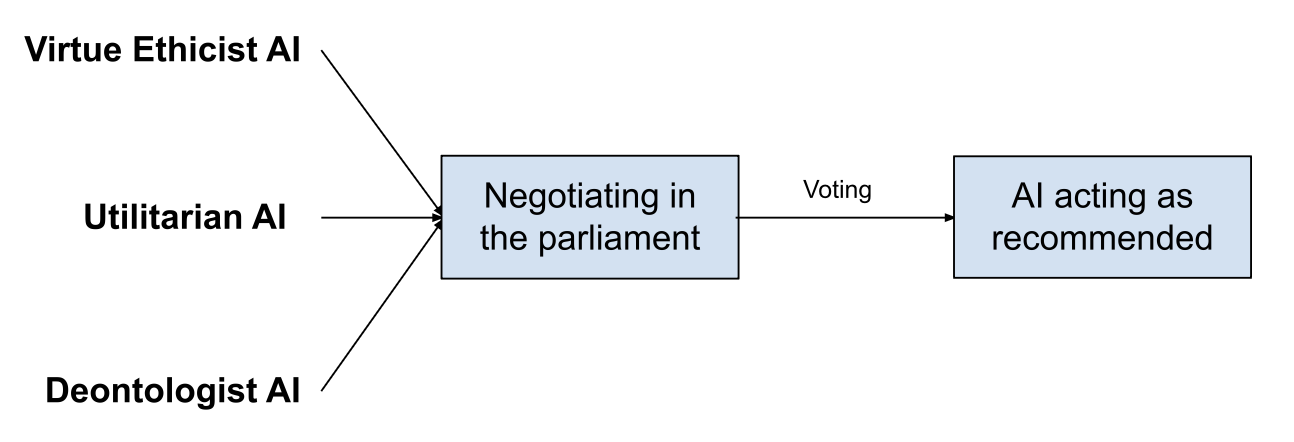 Virtue Ethicist AI
Utilitarian AI
Deontologist AI
Negotiating in
the parliament
Voting
AI acting as
recommended